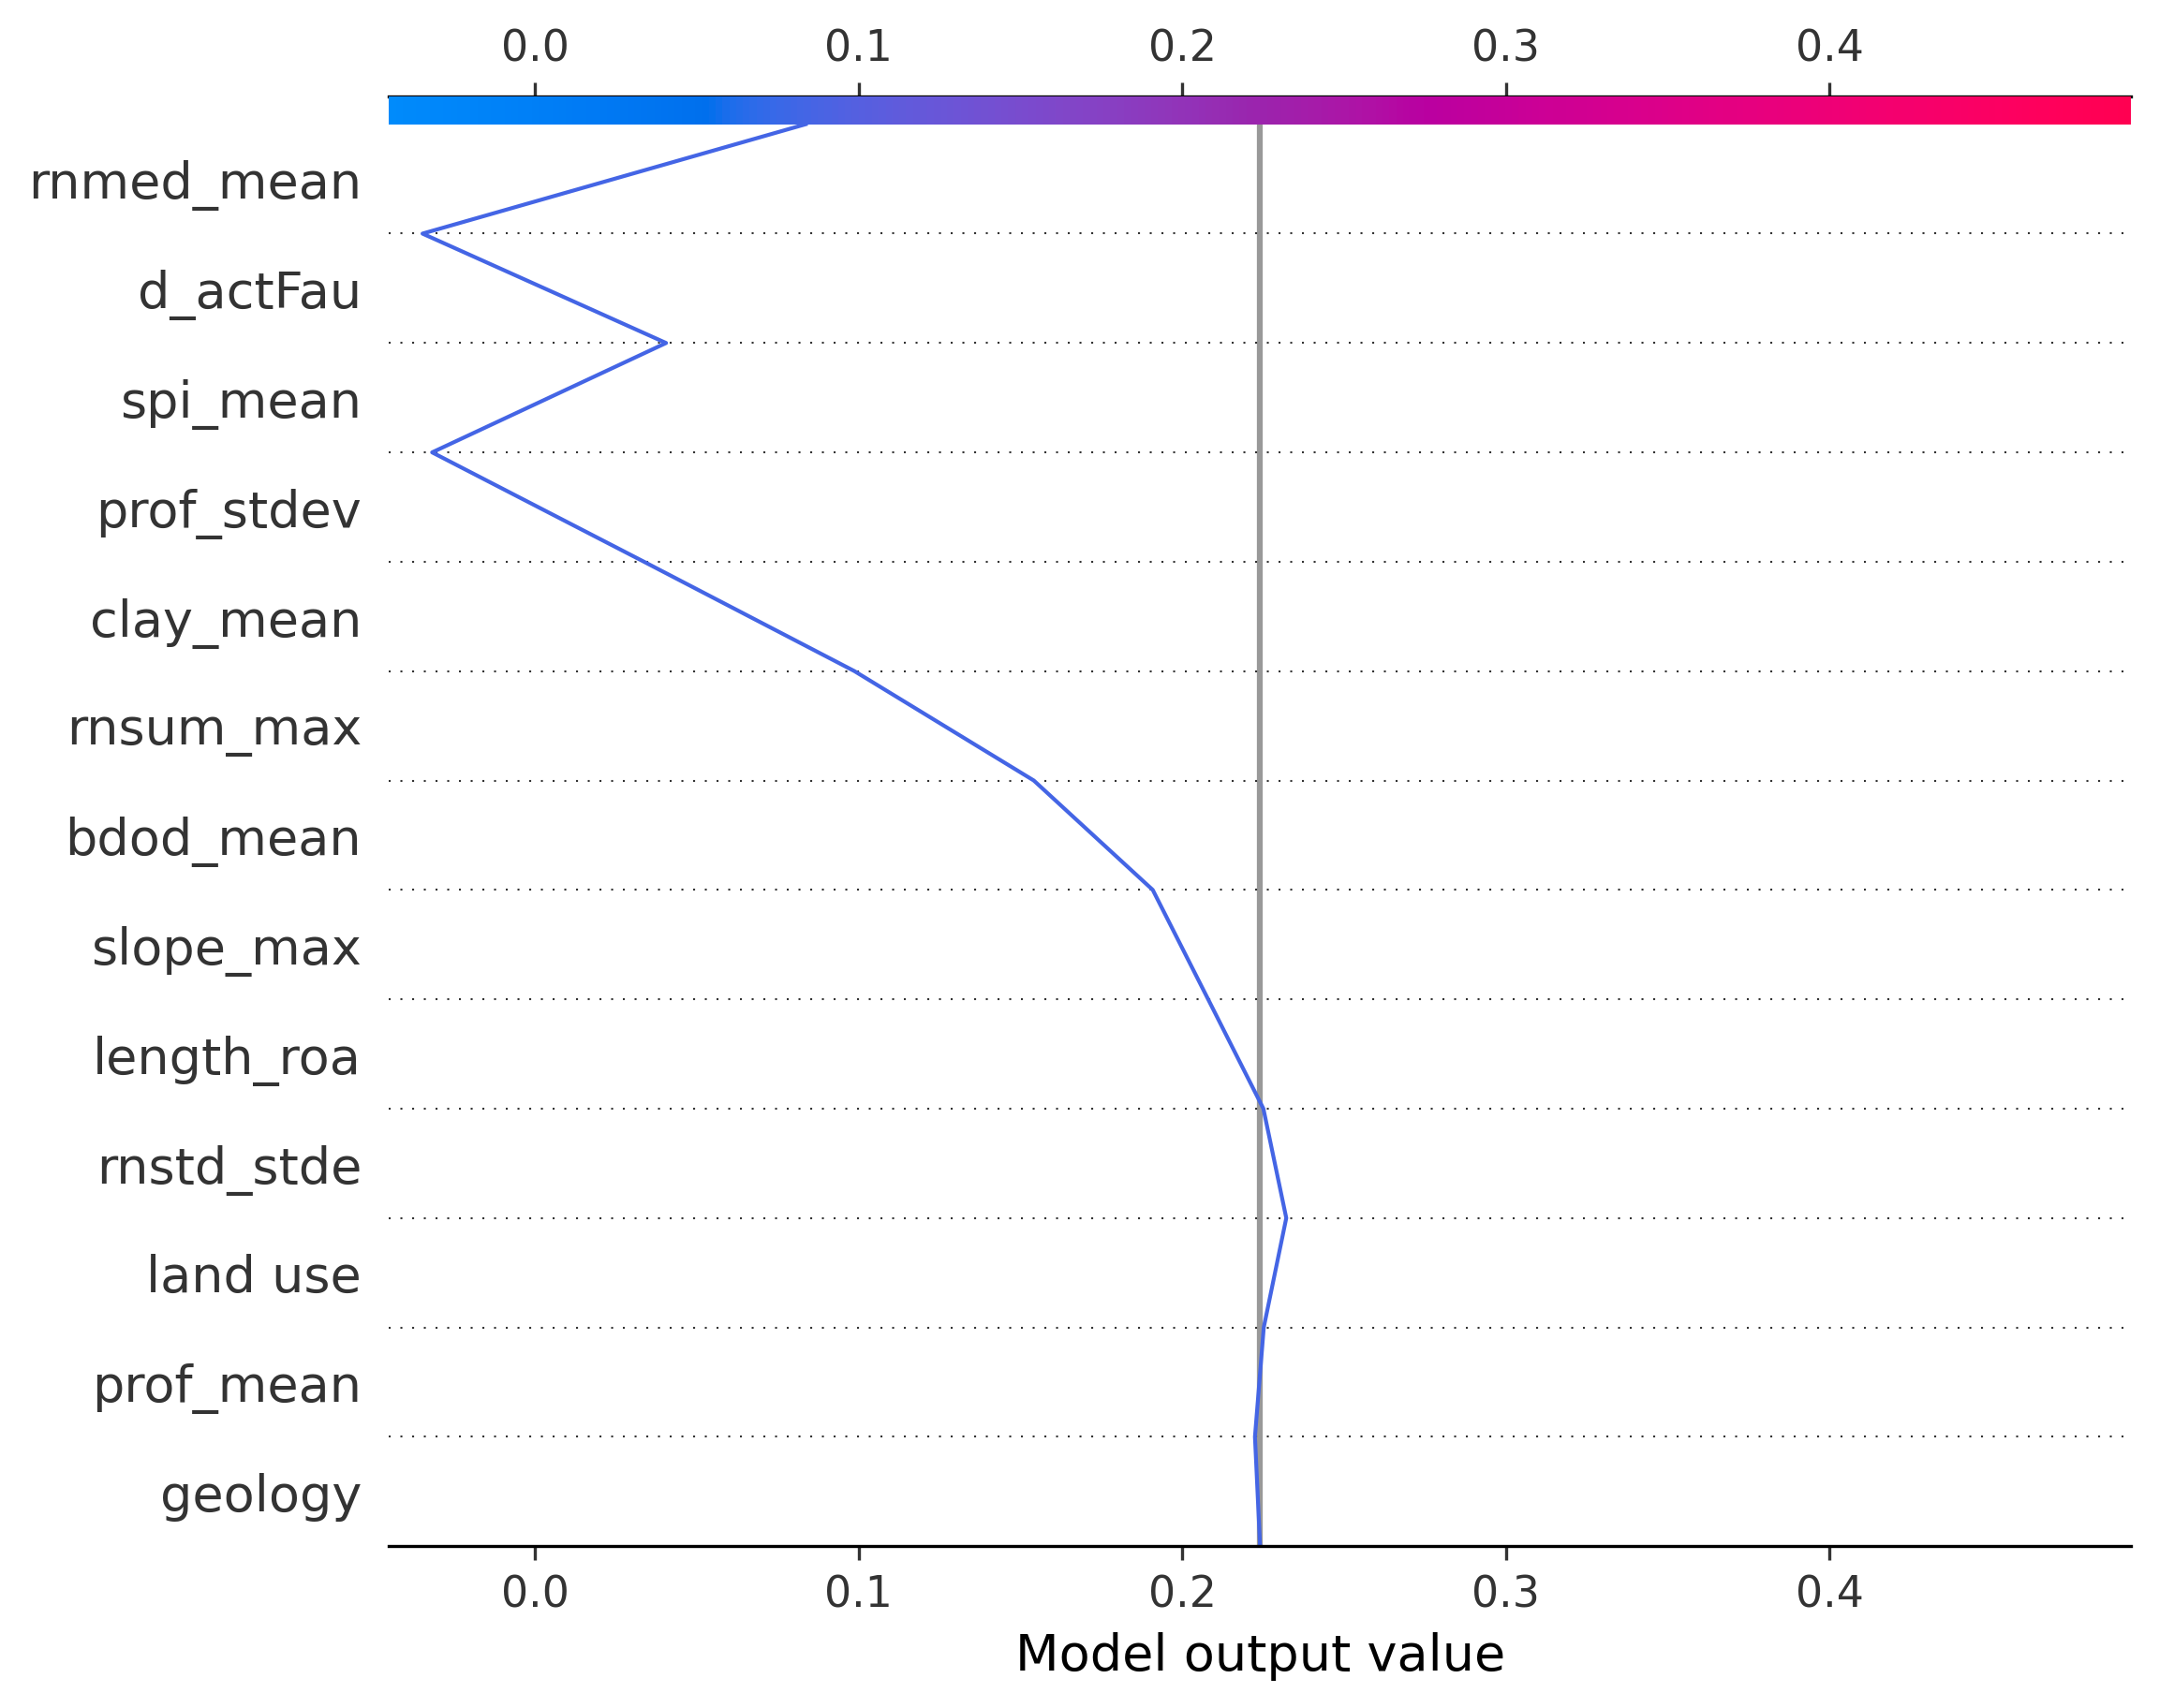 0.0 0.1 0.2 0.3 0.4
rnmed_mean
d_actFau
spi_mean
prof_stdev
clay_mean
rnsum_max
bdod_mean
slope_max
length_roa
rnstd_stde
land use
prof_mean
geology
0.0 0.1 0.2 0.3 0.4
Model output value